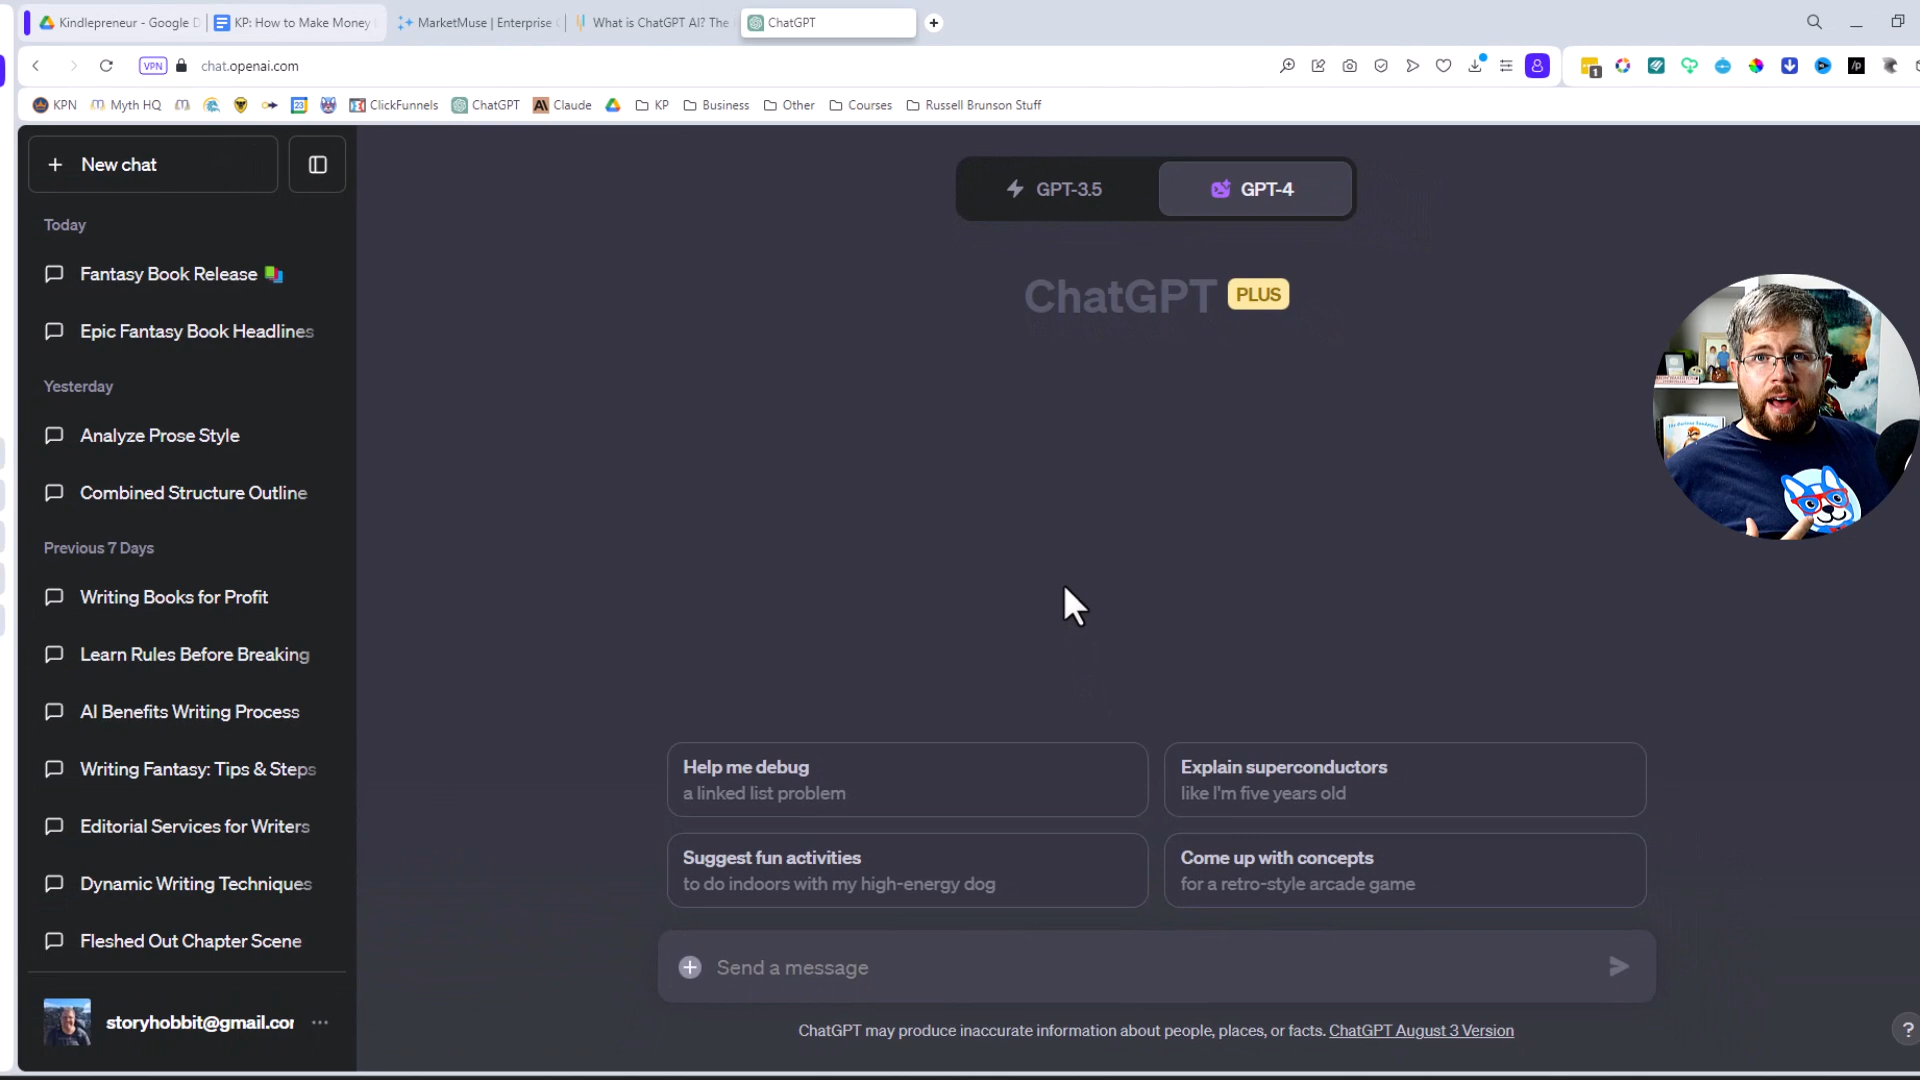 Kindlepreneur - Google D
KP: How to Make Money
MarketMuse | Enterprise
What is ChatGPT AI? The
ChatGPT
VPN
chat.openai.com
1
KPN
Myth HQ
23
ClickFunnels
ChatGPT
Claude
KP
Business
Other
Courses
Russell Brunson Stuff
New chat
GPT-3.5
GPT-4
Today
Fantasy Book Release
Epic Fantasy Book Headlines
ChatGPT PLUS
Yesterday
Analyze Prose Style
Combined Structure Outline
Previous 7 Days
Writing Books for Profit
Learn Rules Before Breaking
AI Benefits Writing Process
Writing Fantasy: Tips & Steps
Editorial Services for Writers
Dynamic Writing Techniques
Fleshed Out Chapter Scene
Help me debug
a linked list problem
Explain superconductors
like I'm five years old
Suggest fun activities
to do indoors with my high-energy dog
Come up with concepts
for a retro-style arcade game
Send a message
storyhobbit@gmail.cor
ChatGPT may produce inaccurate information about people, places, or facts. ChatGPT August 3 Version
?